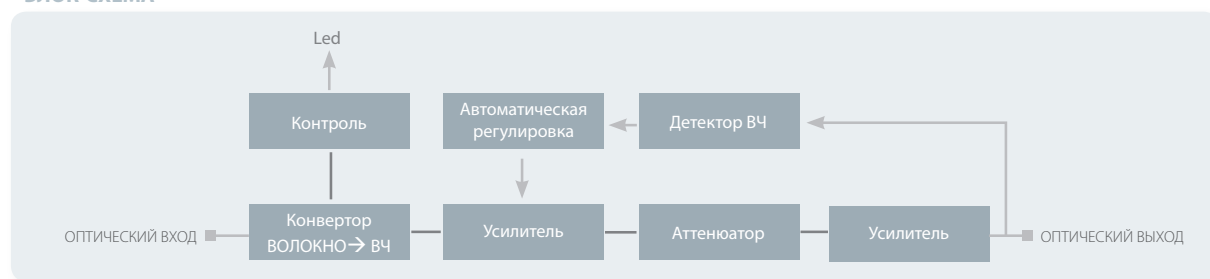 Led
Контроль
Автоматическая
регулировка
Детектор ВЧ
ОПТИЧЕСКИЙ ВХОД
Конвертор
ВОЛОКНО→ ВЧ
Усилитель
Аттенюатор
Усилитель
ОПТИЧЕСКИЙ ВЫХОД